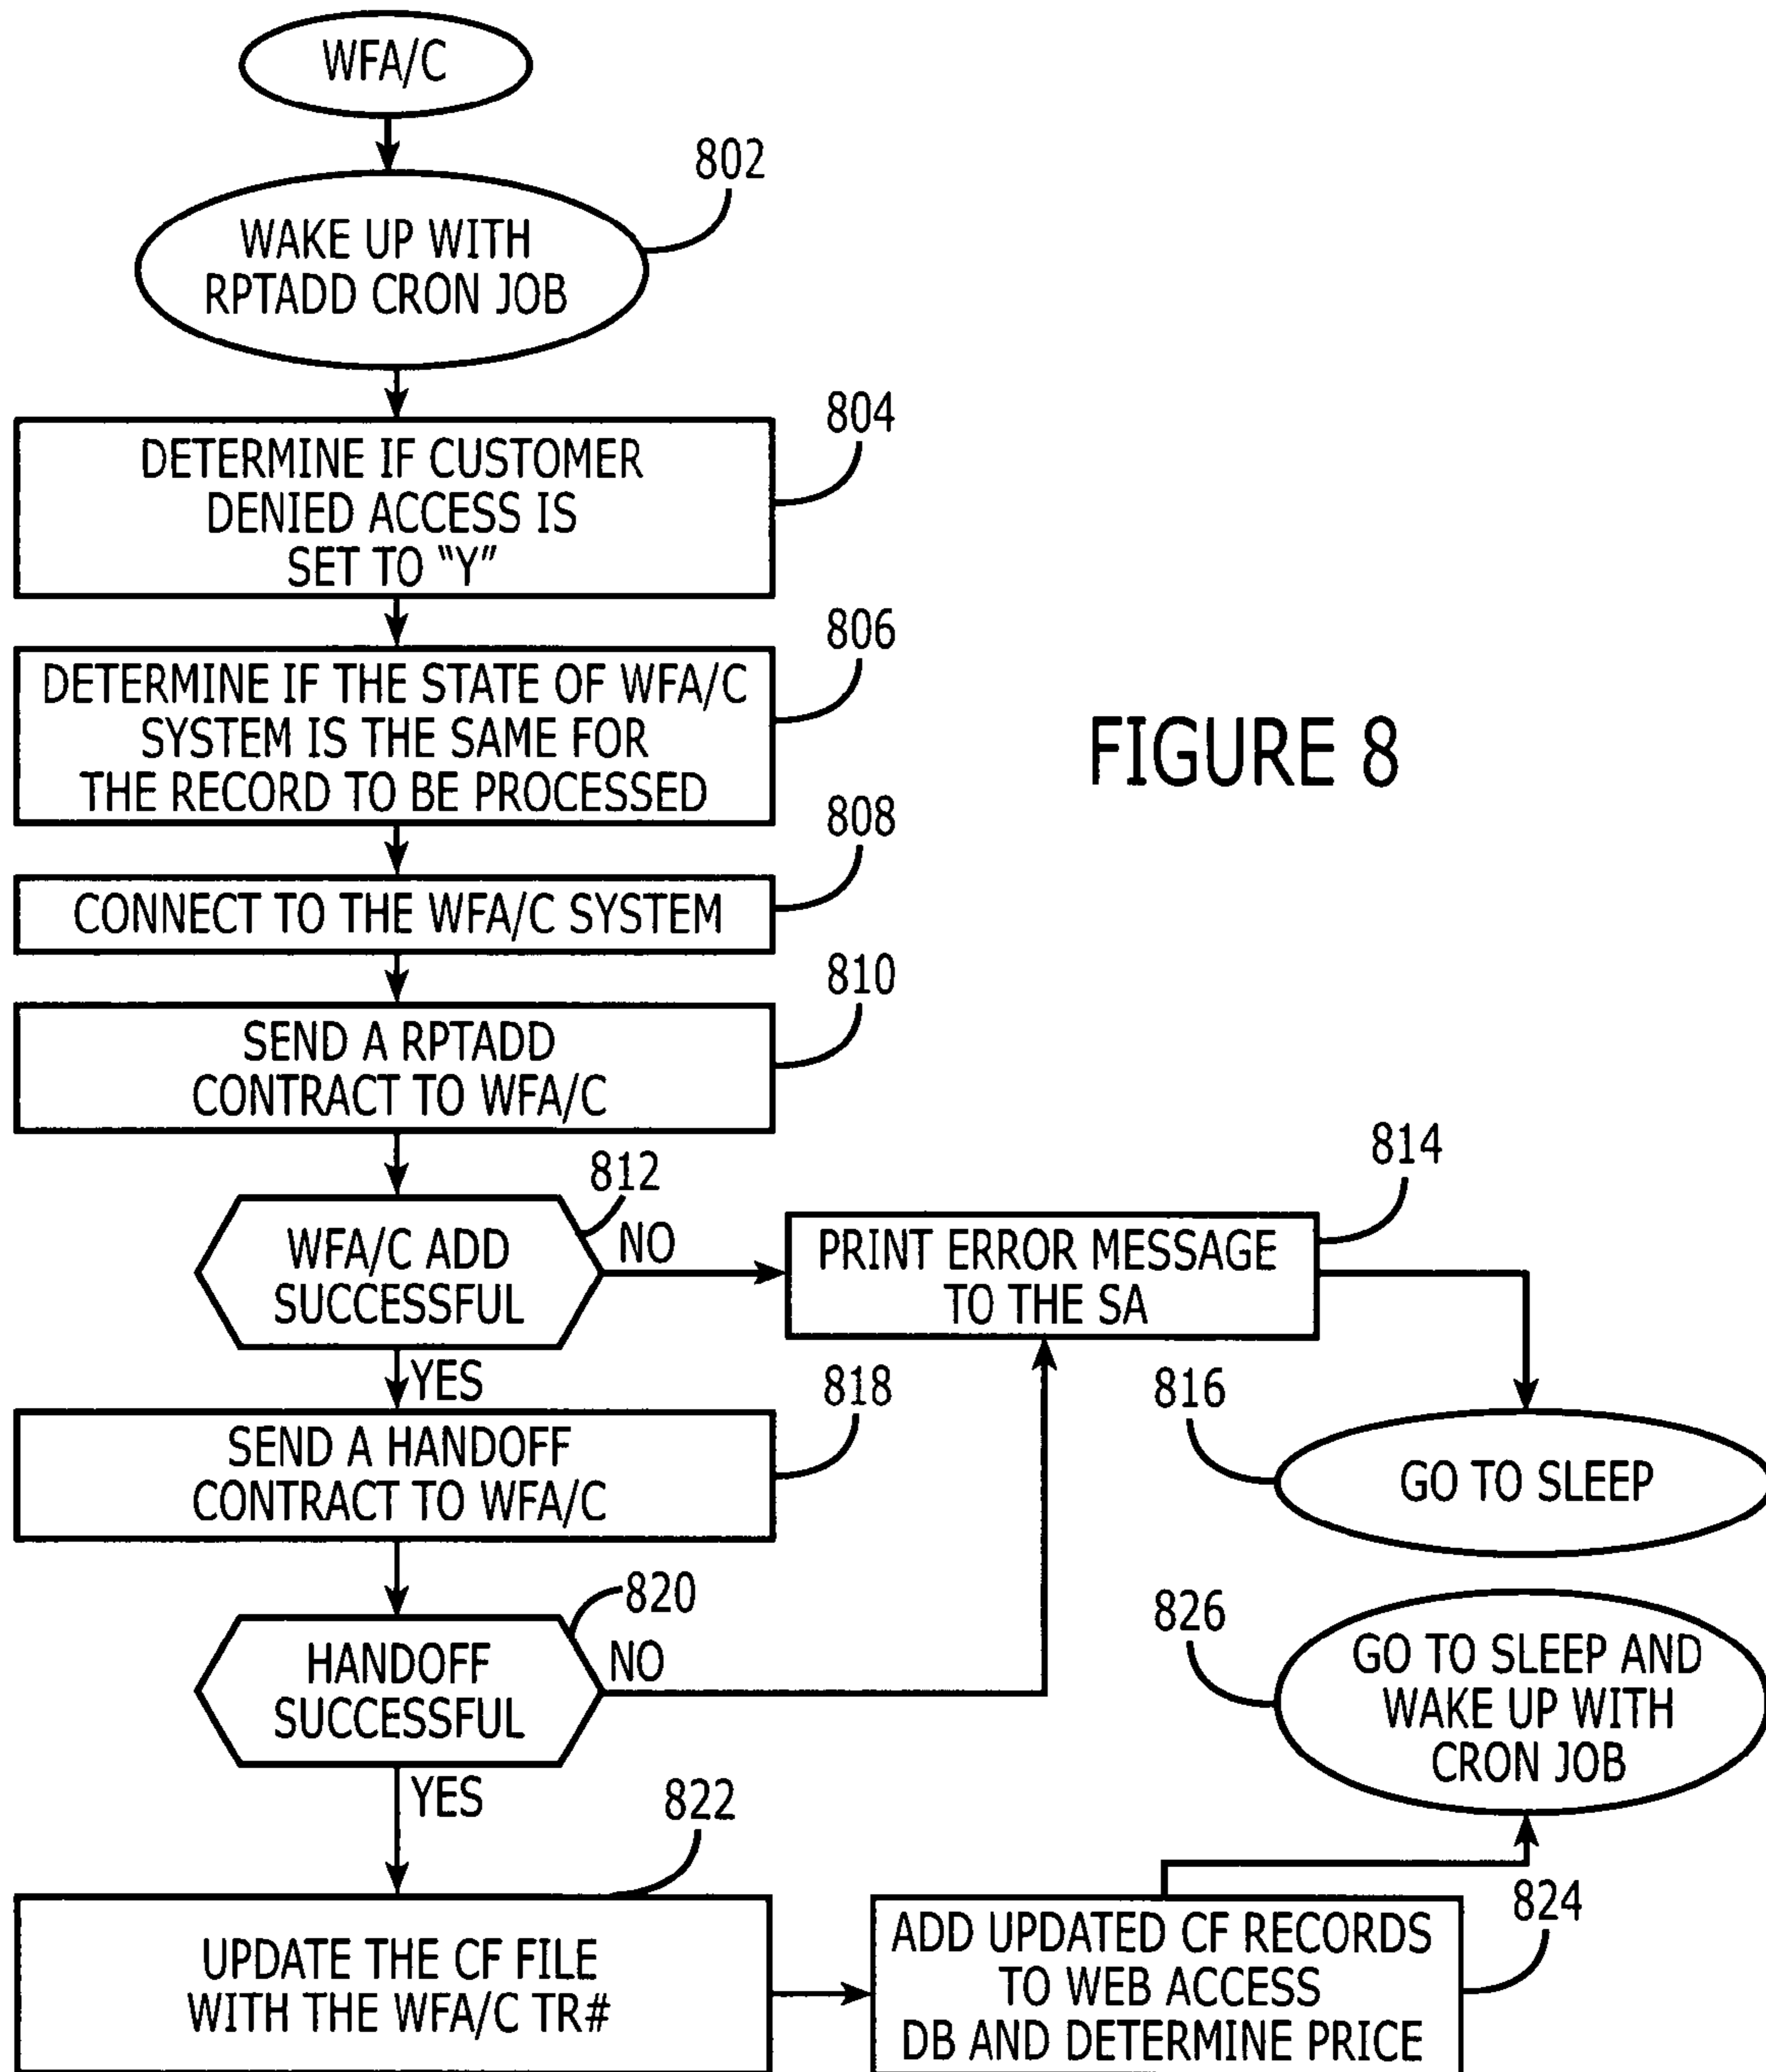 WFA/C
802
WAKE UP WITH
RPTADD CRON JOB
804
DETERMINE IF CUSTOMER
DENIED ACCESS IS
SET TO “Y”
806
DETERMINE IF THE STATE OF WFA/C
SYSTEM IS THE SAME FOR
THE RECORD TO BE PROCESSED
FIGURE 8
808
CONNECT TO THE WFA/C SYSTEM
810
SEND A RPTADD
CONTRACT TO WFA/C
812
WFA/C ADD
SUCCESSFUL
NO
814
PRINT ERROR MESSAGE
TO THE SA
YES
816
GO TO SLEEP
818
SEND A HANDOFF
CONTRACT TO WFA/C
820
HANDOFF
SUCCESSFUL
NO
826
GO TO SLEEP AND
WAKE UP WITH
CRON JOB
YES
822
UPDATE THE CF FILE
WITH THE WFA/C TR#
824
ADD UPDATED CF RECORDS
TO WEB ACCESS
DB AND DETERMINE PRICE